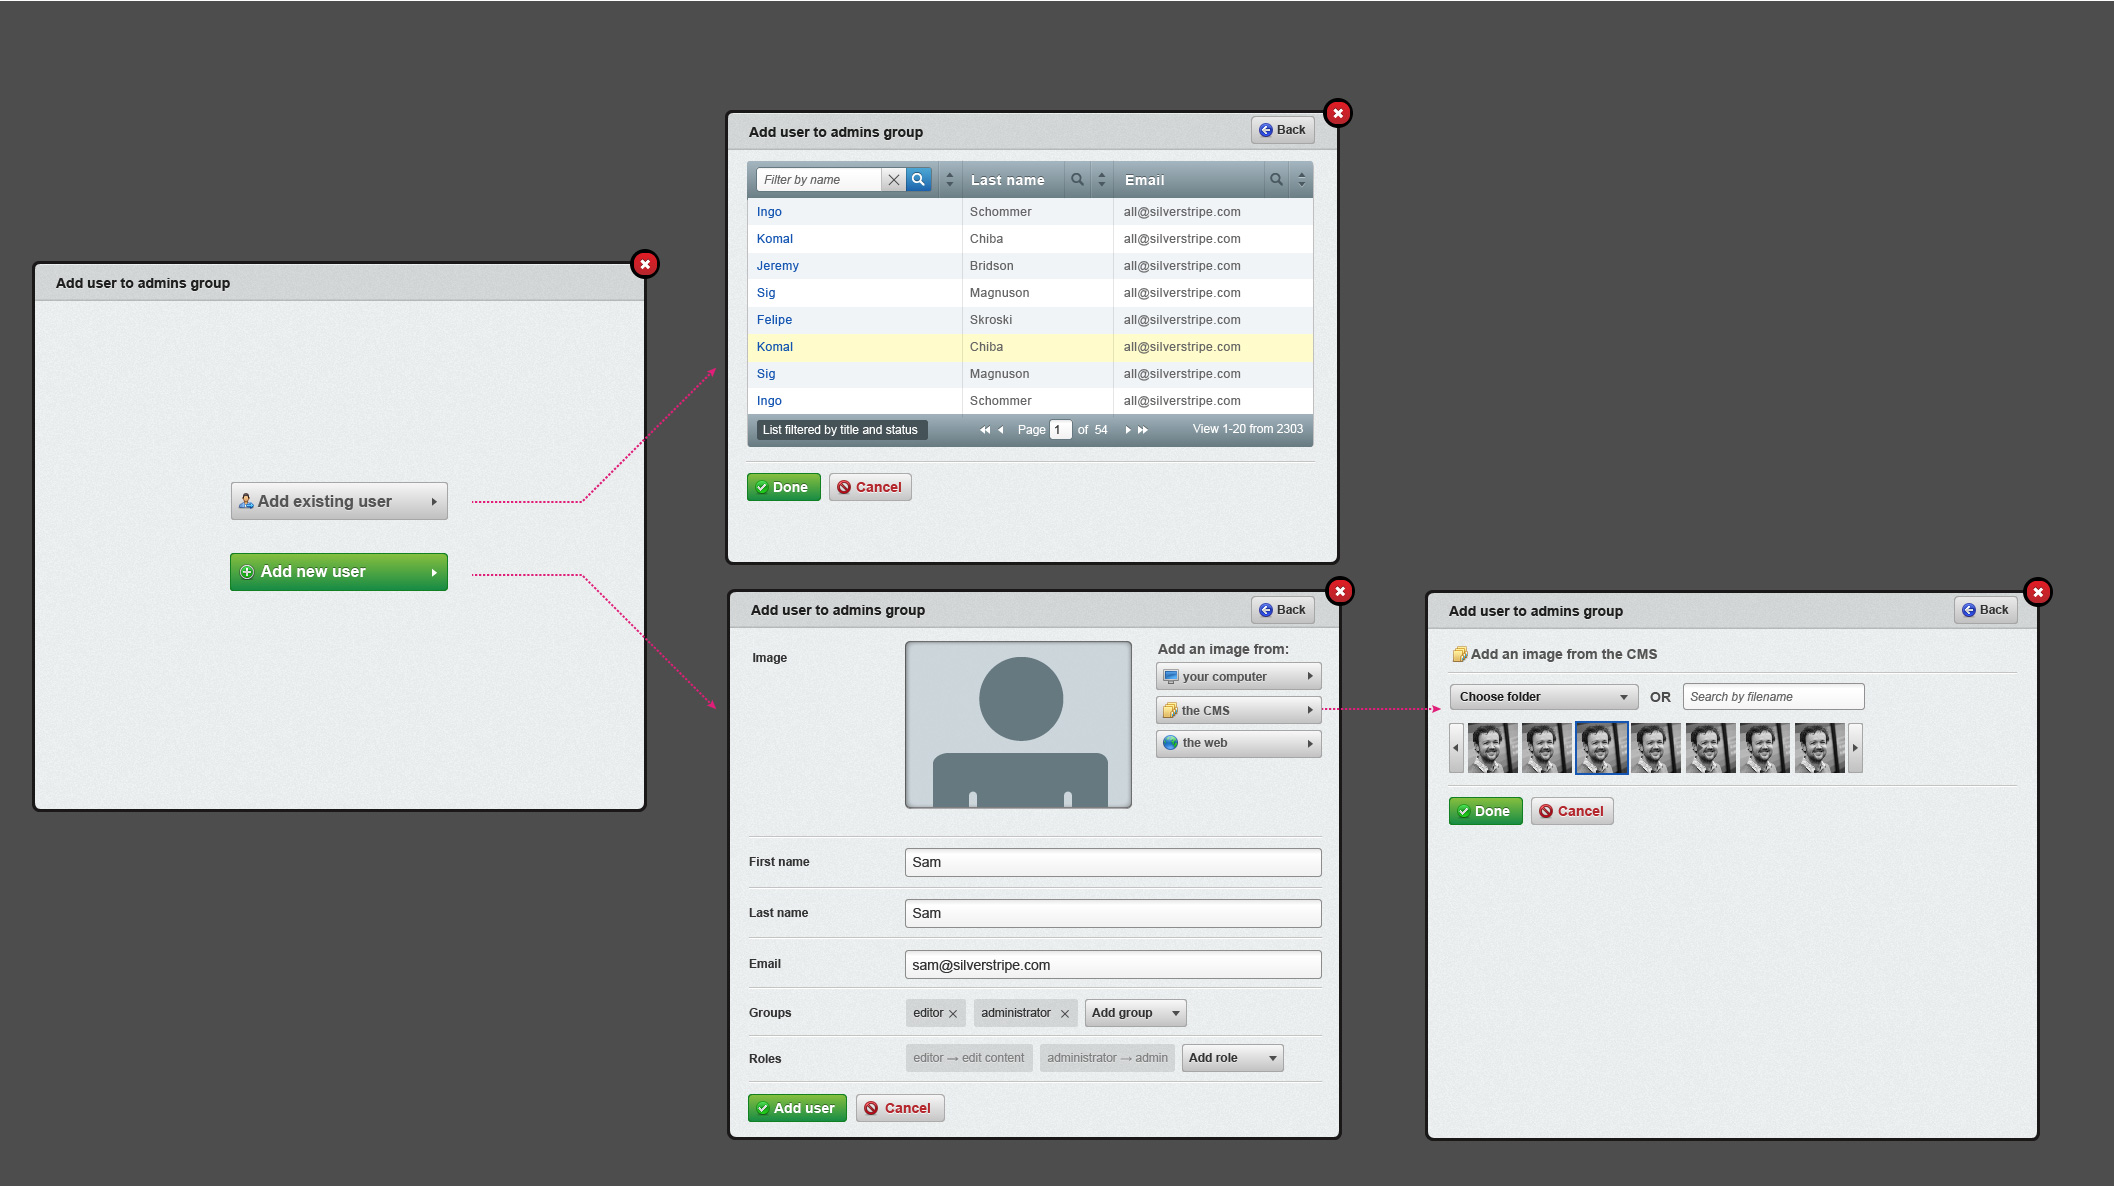 Add user to admins group
Add existing user
Add new user
Add user to admins group
Back
Filter by name Last name Email
Ingo Schommer all@silverstripe.com
Komal Chiba all@silverstripe.com
Jeremy Bridson all@silverstripe.com
Sig Magnuson all@silverstripe.com
Felipe Skroski all@silverstripe.com
Komal Chiba all@silverstripe.com
Sig Magnuson all@silverstripe.com
Ingo Schommer all@silverstripe.com
List filtered by title and status Page 1 of 54 View 1-20 from 2303
Done Cancel
Add user to admins group
Back
Image
Add an image from:
your computer
the CMS
the web
First name Sam
Last name Sam
Email sam@silverstripe.com
Groups editor administrator Add group
Roles editor → edit content administrator → admin Add role
Add user Cancel
Add user to admins group
Back
Add an image from the CMS
Choose folder OR Search by filename
Done Cancel